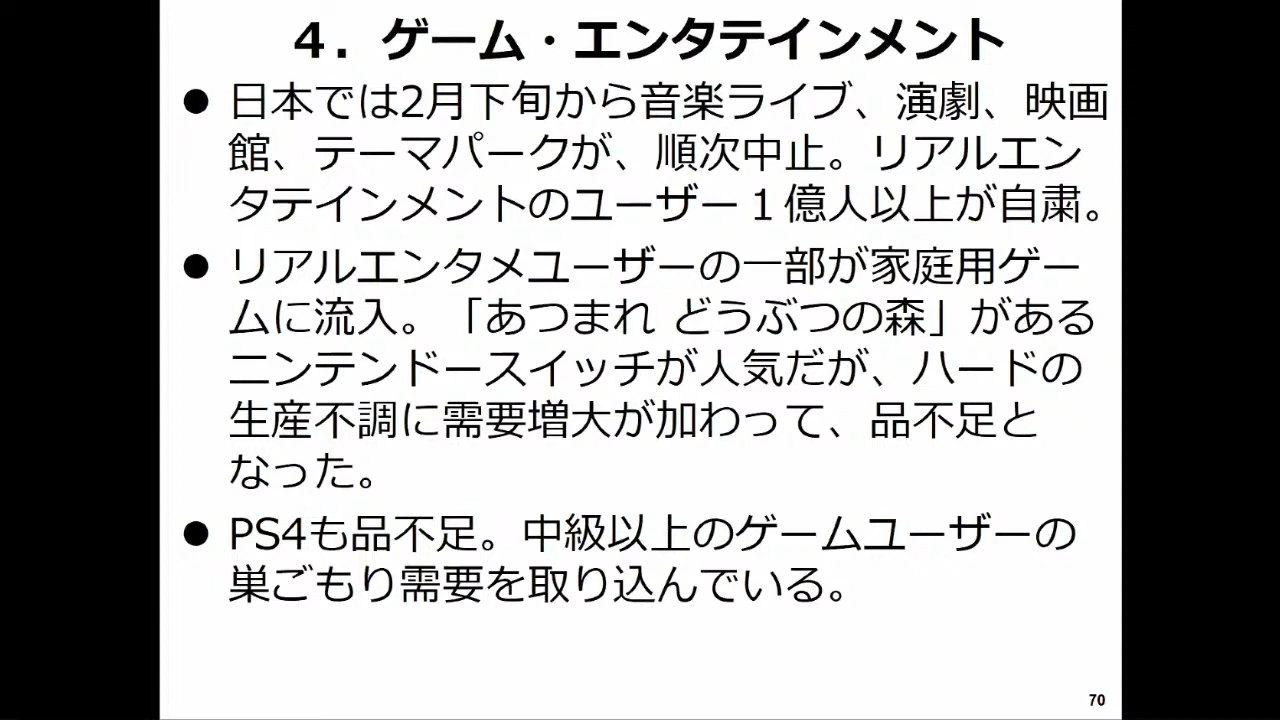 ４．ゲーム・エンタテインメント
● 日本では2月下旬から音楽ライブ、演劇、映画
館、テーマパークが、順次中止。リアルエン
タテインメントのユーザー１億人以上が自粛。
● リアルエンタメユーザーの一部が家庭用ゲー
ムに流入。「あつまれ どうぶつの森」がある
ニンテンドースイッチが人気だが、ハードの
生産不調に需要増大が加わって、品不足と
なった。
● PS4も品不足。中級以上のゲームユーザーの
巣ごもり需要を取り込んでいる。
70